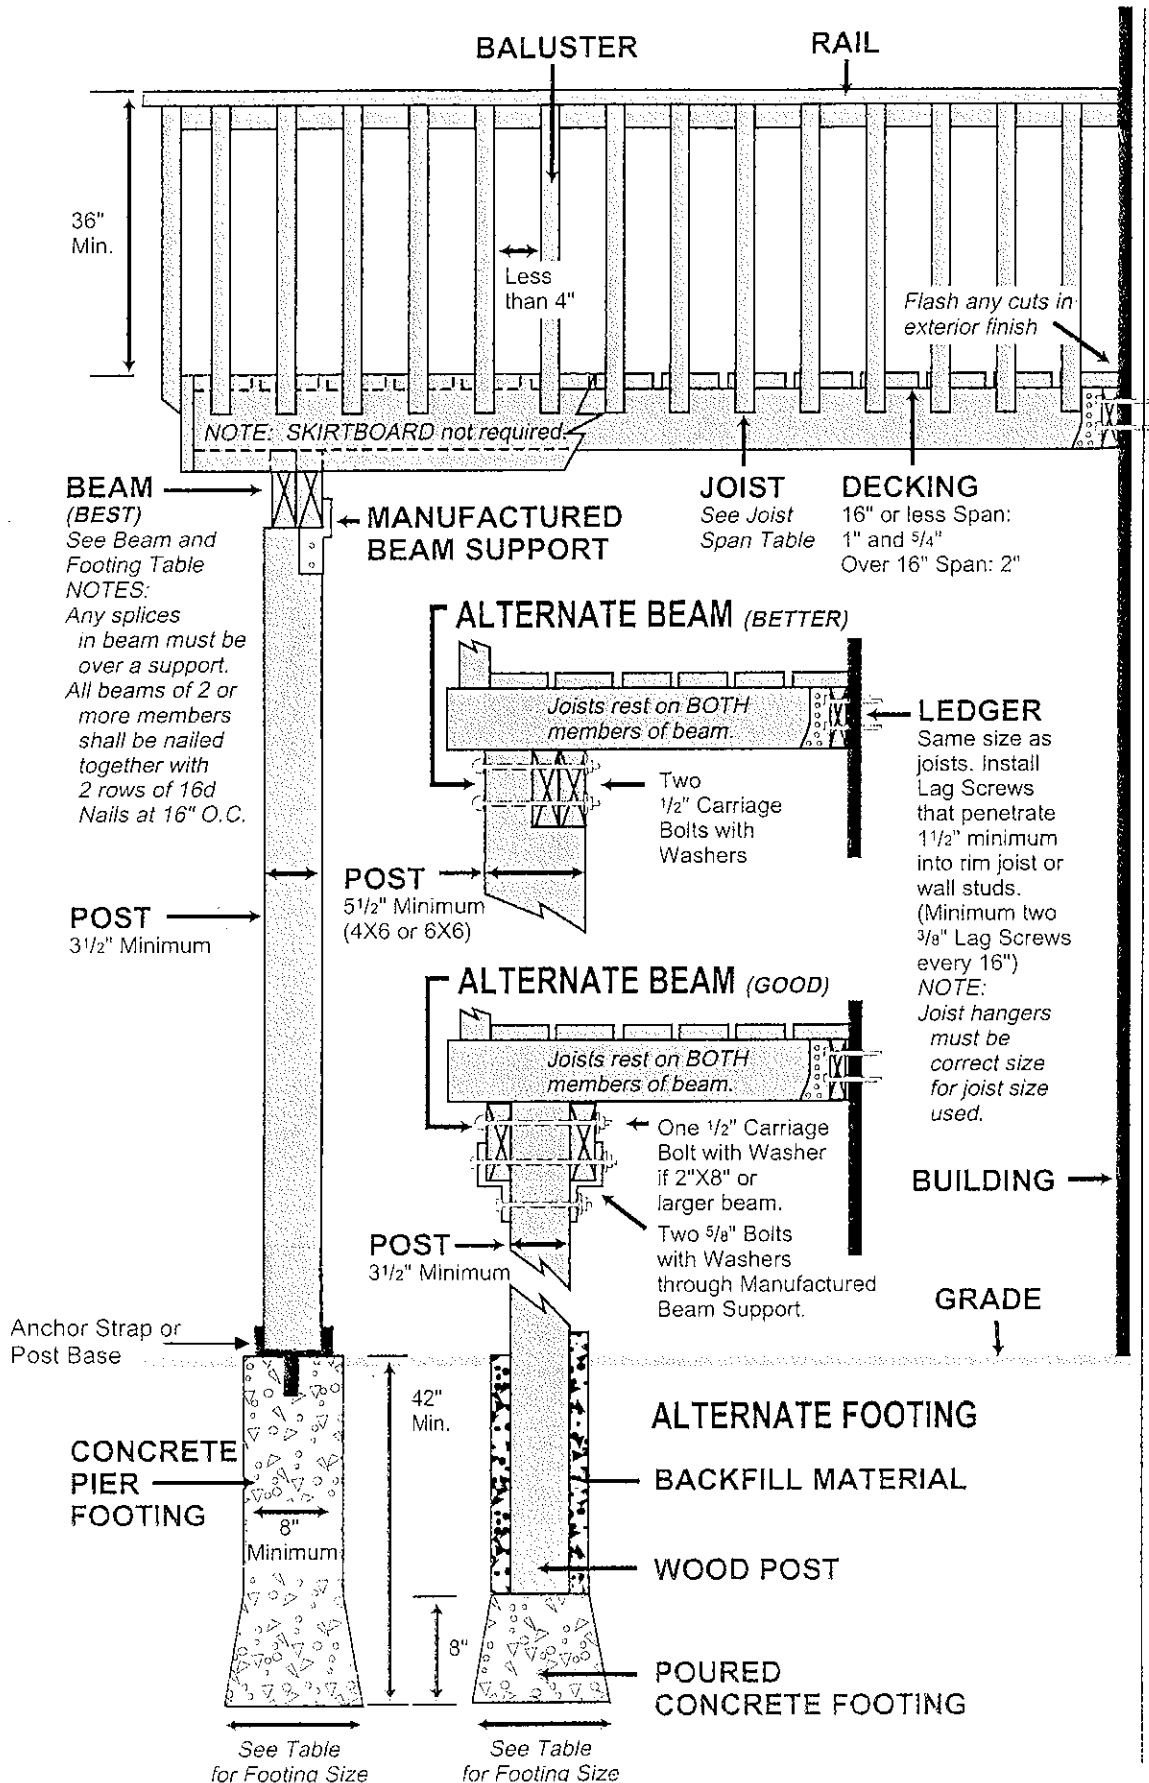 BALUSTER
RAIL
36"
Min.
Less
than 4"
Flash any cuts in
exterior finish
NOTE: SKIRTBOARD not required
BEAM
(BEST)
See Beam and
Footing Table
NOTES:
Any splices
in beam must be
over a support.
All beams of 2 or
more members
shall be nailed
together with
2 rows of 16d
Nails at 16" O.C.
MANUFACTURED
BEAM SUPPORT
JOIST
See Joist
Span Table
DECKING
16" or less Span:
1" and 5/4"
Over 16" Span: 2"
ALTERNATE BEAM (BETTER)
Joists rest on BOTH
members of beam.
Two
1/2" Carriage
Bolts with
Washers
POST
5 1/2" Minimum
(4X6 or 6X6)
LEDGER
Same size as
joists. Install
Lag Screws
that penetrate
1 1/2" minimum
into rim joist or
wall studs.
(Minimum two
3/8" Lag Screws
every 16")
NOTE:
Joist hangers
must be
correct size
for joist size
used.
POST
3 1/2" Minimum
ALTERNATE BEAM (GOOD)
Joists rest on BOTH
members of beam.
One 1/2" Carriage
Bolt with Washer
if 2"X8" or
larger beam.
Two 5/8" Bolts
with Washers
through Manufactured
Beam Support.
POST
3 1/2" Minimum
BUILDING
GRADE
Anchor Strap or
Post Base
42"
Min.
CONCRETE
PIER
FOOTING
8"
Minimum
ALTERNATE FOOTING
BACKFILL MATERIAL
WOOD POST
8"
POURED
CONCRETE FOOTING
See Table
for Footing Size
See Table
for Footing Size